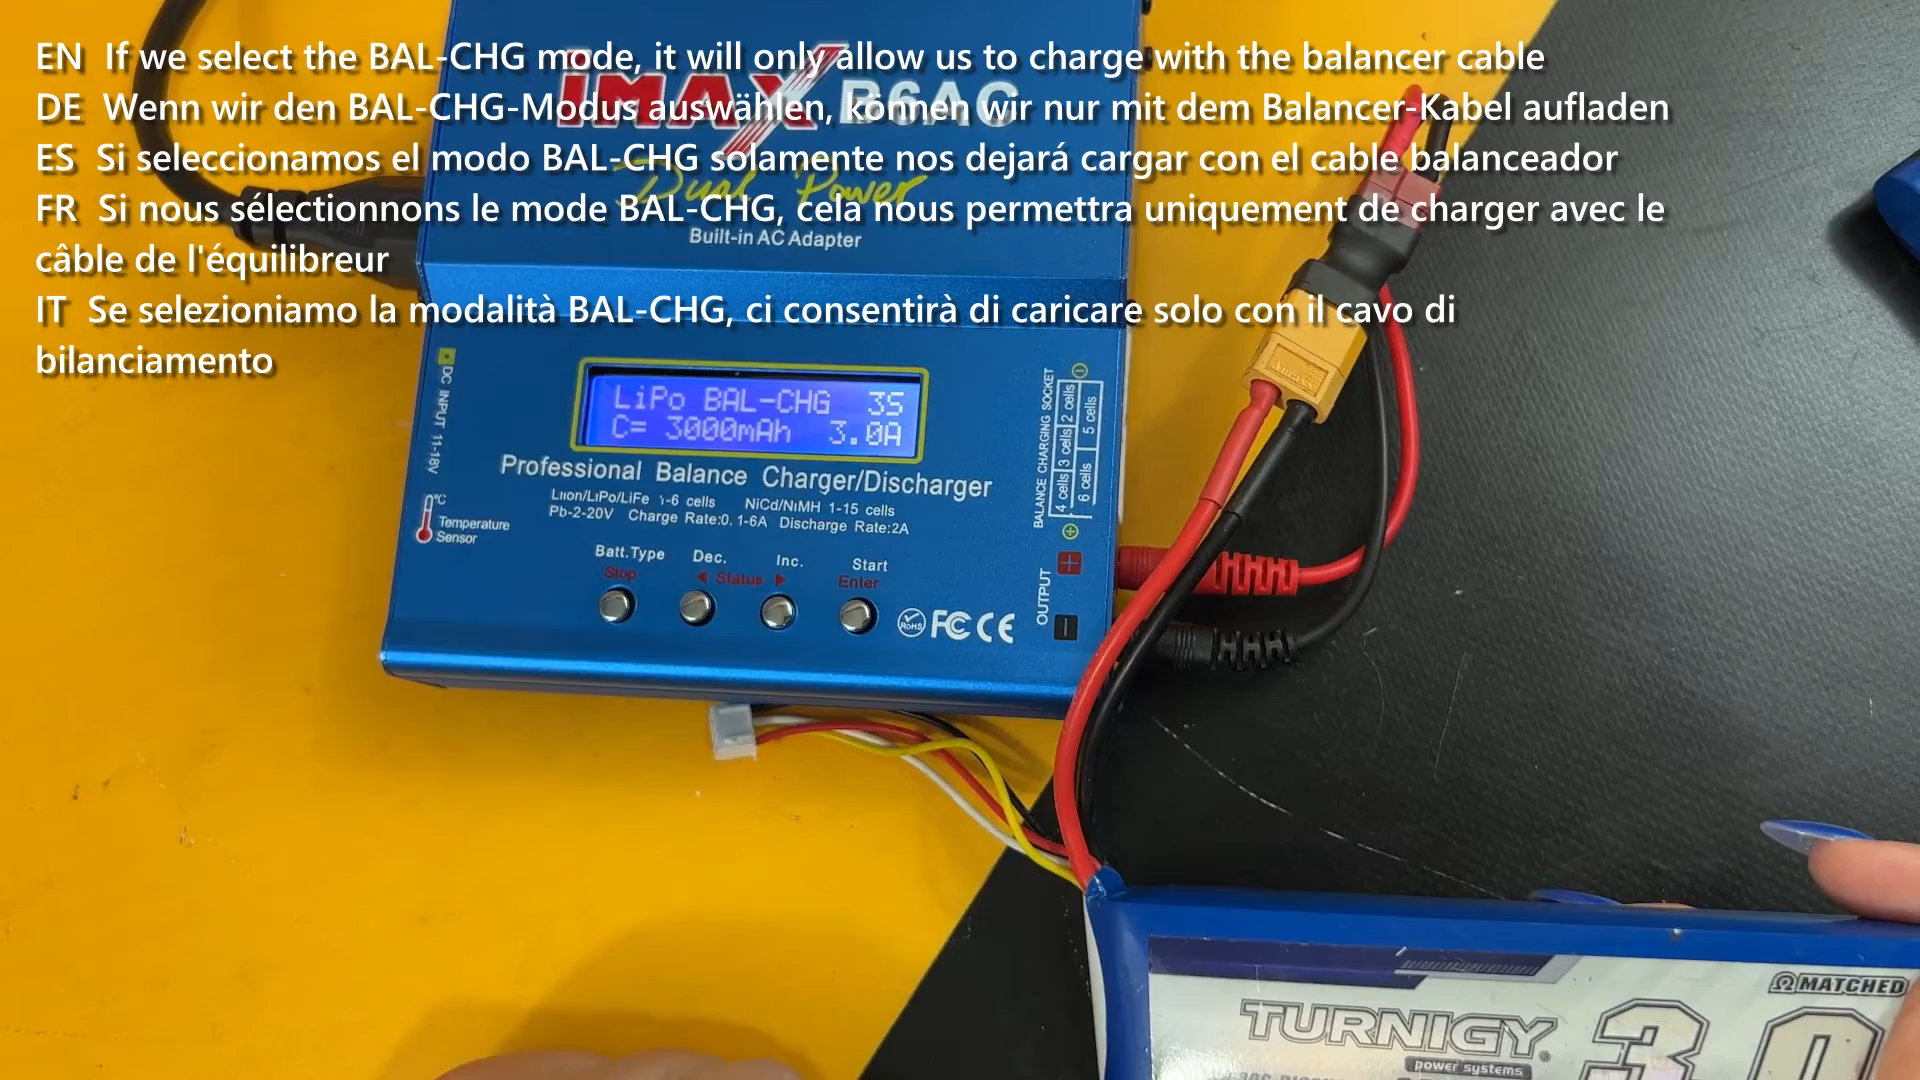 EN  If we select the BAL-CHG mode, it will only allow us to charge with the balancer cable
DE  Wenn wir den BAL-CHG-Modus auswählen, können wir nur mit dem Balancer-Kabel aufladen
ES  Si seleccionamos el modo BAL-CHG solamente nos dejará cargar con el cable balanceador
FR  Si nous sélectionnons le mode BAL-CHG, cela nous permettra uniquement de charger avec le
câble de l'équilibreur
IT  Se selezioniamo la modalità BAL-CHG, ci consentirà di caricare solo con il cavo di
bilanciamento
iMAX B6AC
Dual Power
Built-in AC Adapter
DC INPUT 11-18V
LiPo BAL-CHG 3S
C= 3000mAh 3.0A
Professional Balance Charger/Discharger
LiIon/LiPo/LiFe 1-6 cells NiCd/NiMH 1-15 cells
Pb-2-20V Charge Rate:0.1-6A Discharge Rate:2A
°C
Temperature
Sensor
Batt.Type Dec. Inc. Start
Stop ◄ Status ► Enter
RoHS FC CE
BALANCE CHARGING SOCKET
4 cells 3 cells 2 cells
6 cells 5 cells
OUTPUT
+
-
ΩMATCHED
TURNIGY
power systems
3.0